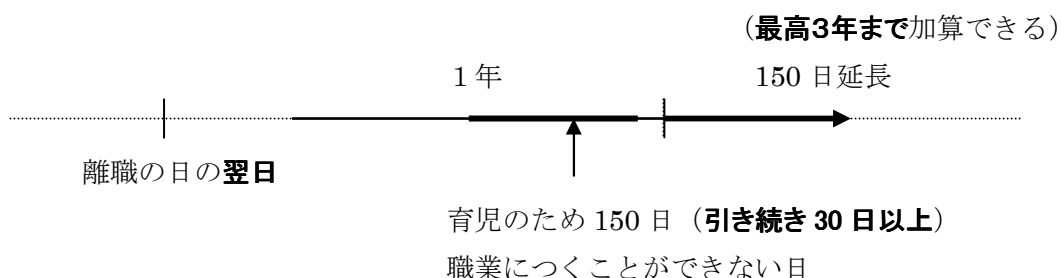 （最高3年まで加算できる）
1年
150日延長
離職の日の翌日
育児のため150日（引き続き30日以上）
職業につくことができない日